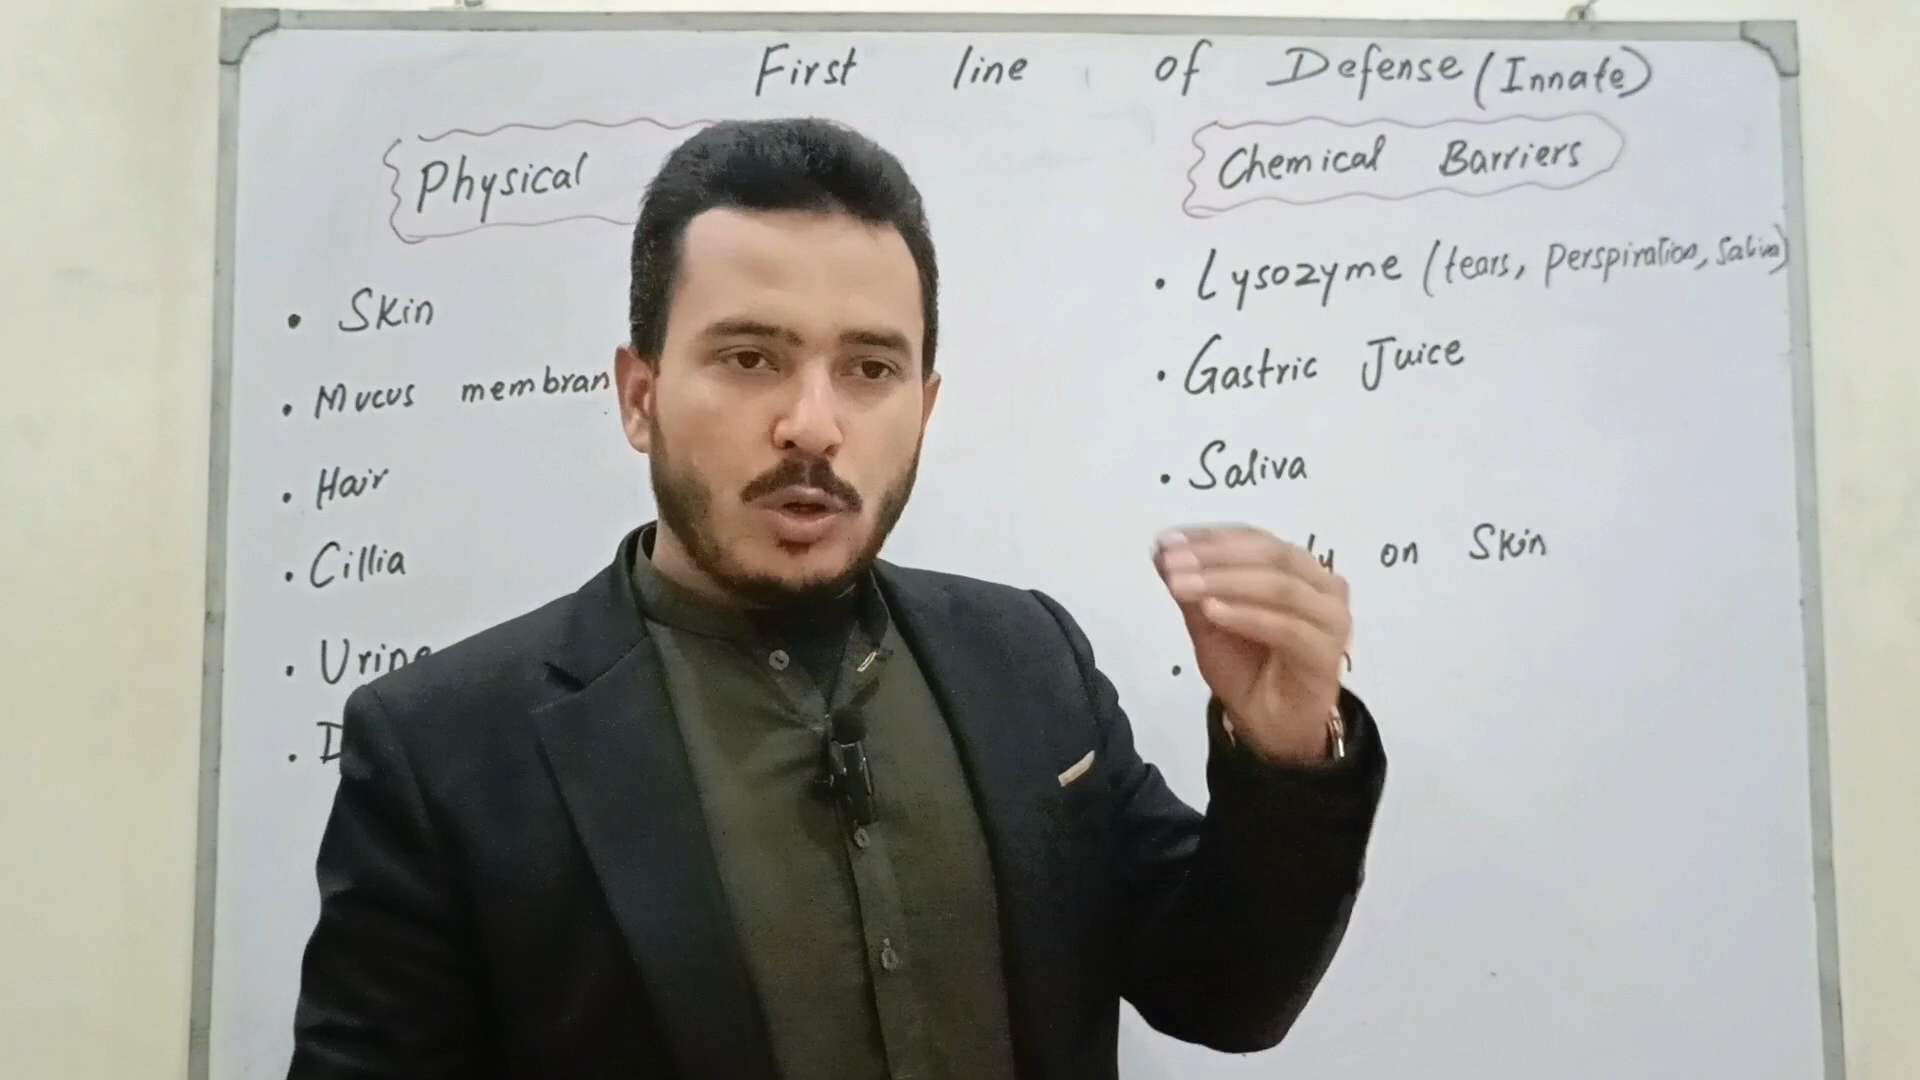 First line of Defense (Innate)
Physical
• Skin
• Mucus membran
• Hair
• Cillia
• Urine
Chemical Barriers
• Lysozyme (tears, perspiration, Saliva)
• Gastric Juice
• Saliva
on Skin